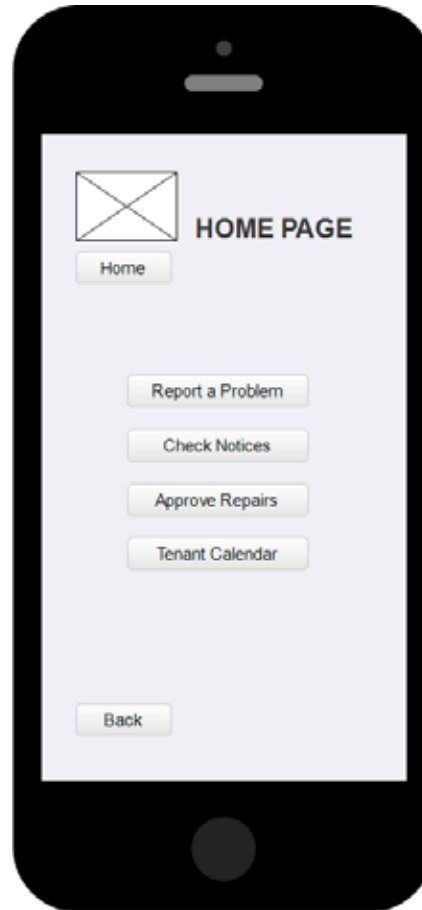 HOME PAGE
Home
Report a Problem
Check Notices
Approve Repairs
Tenant Calendar
Back